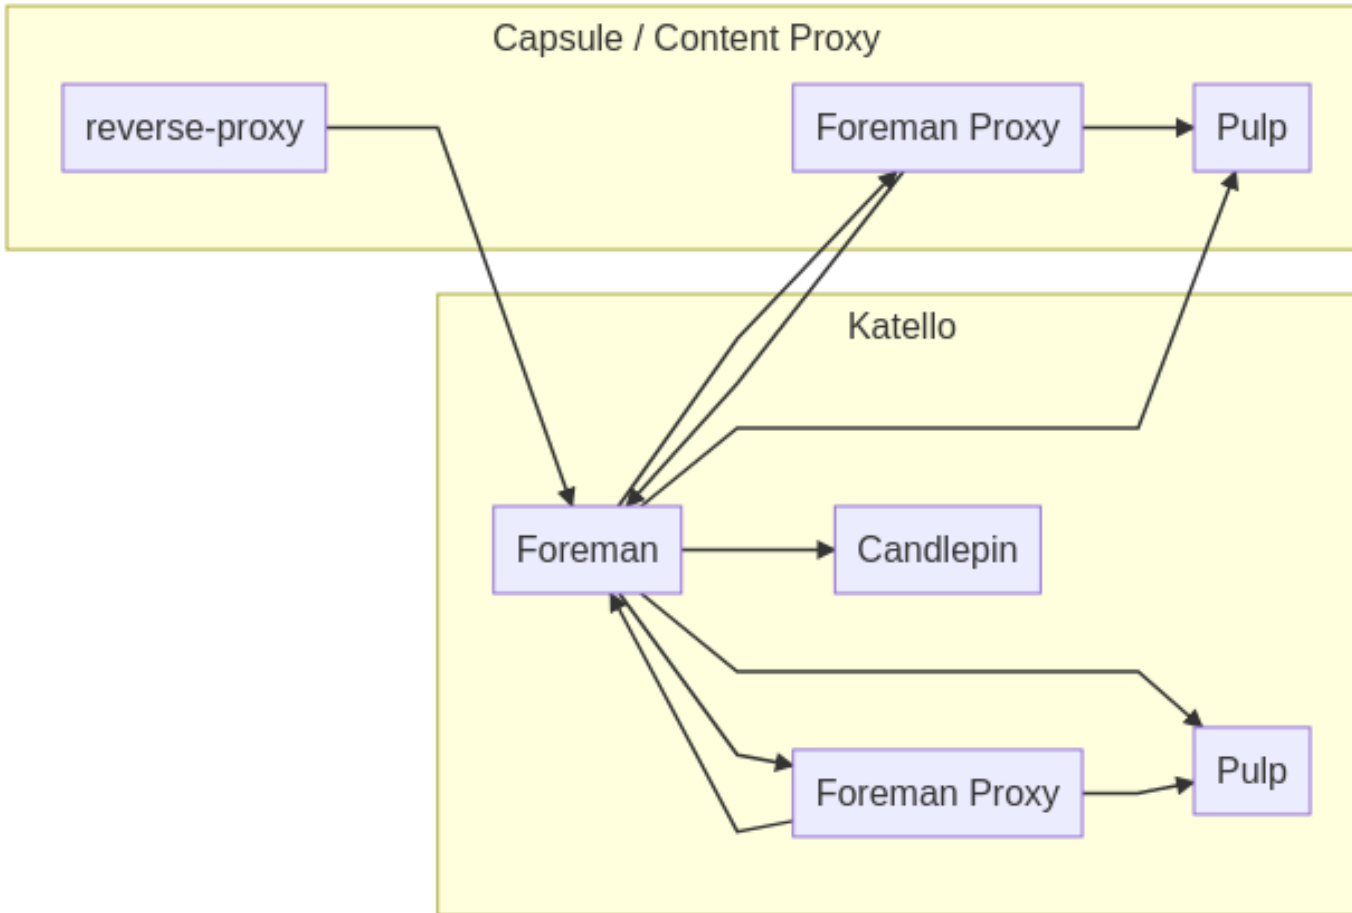 Capsule / Content Proxy
reverse-proxy
Foreman Proxy
Pulp
Katello
Foreman
Candlepin
Foreman Proxy
Pulp